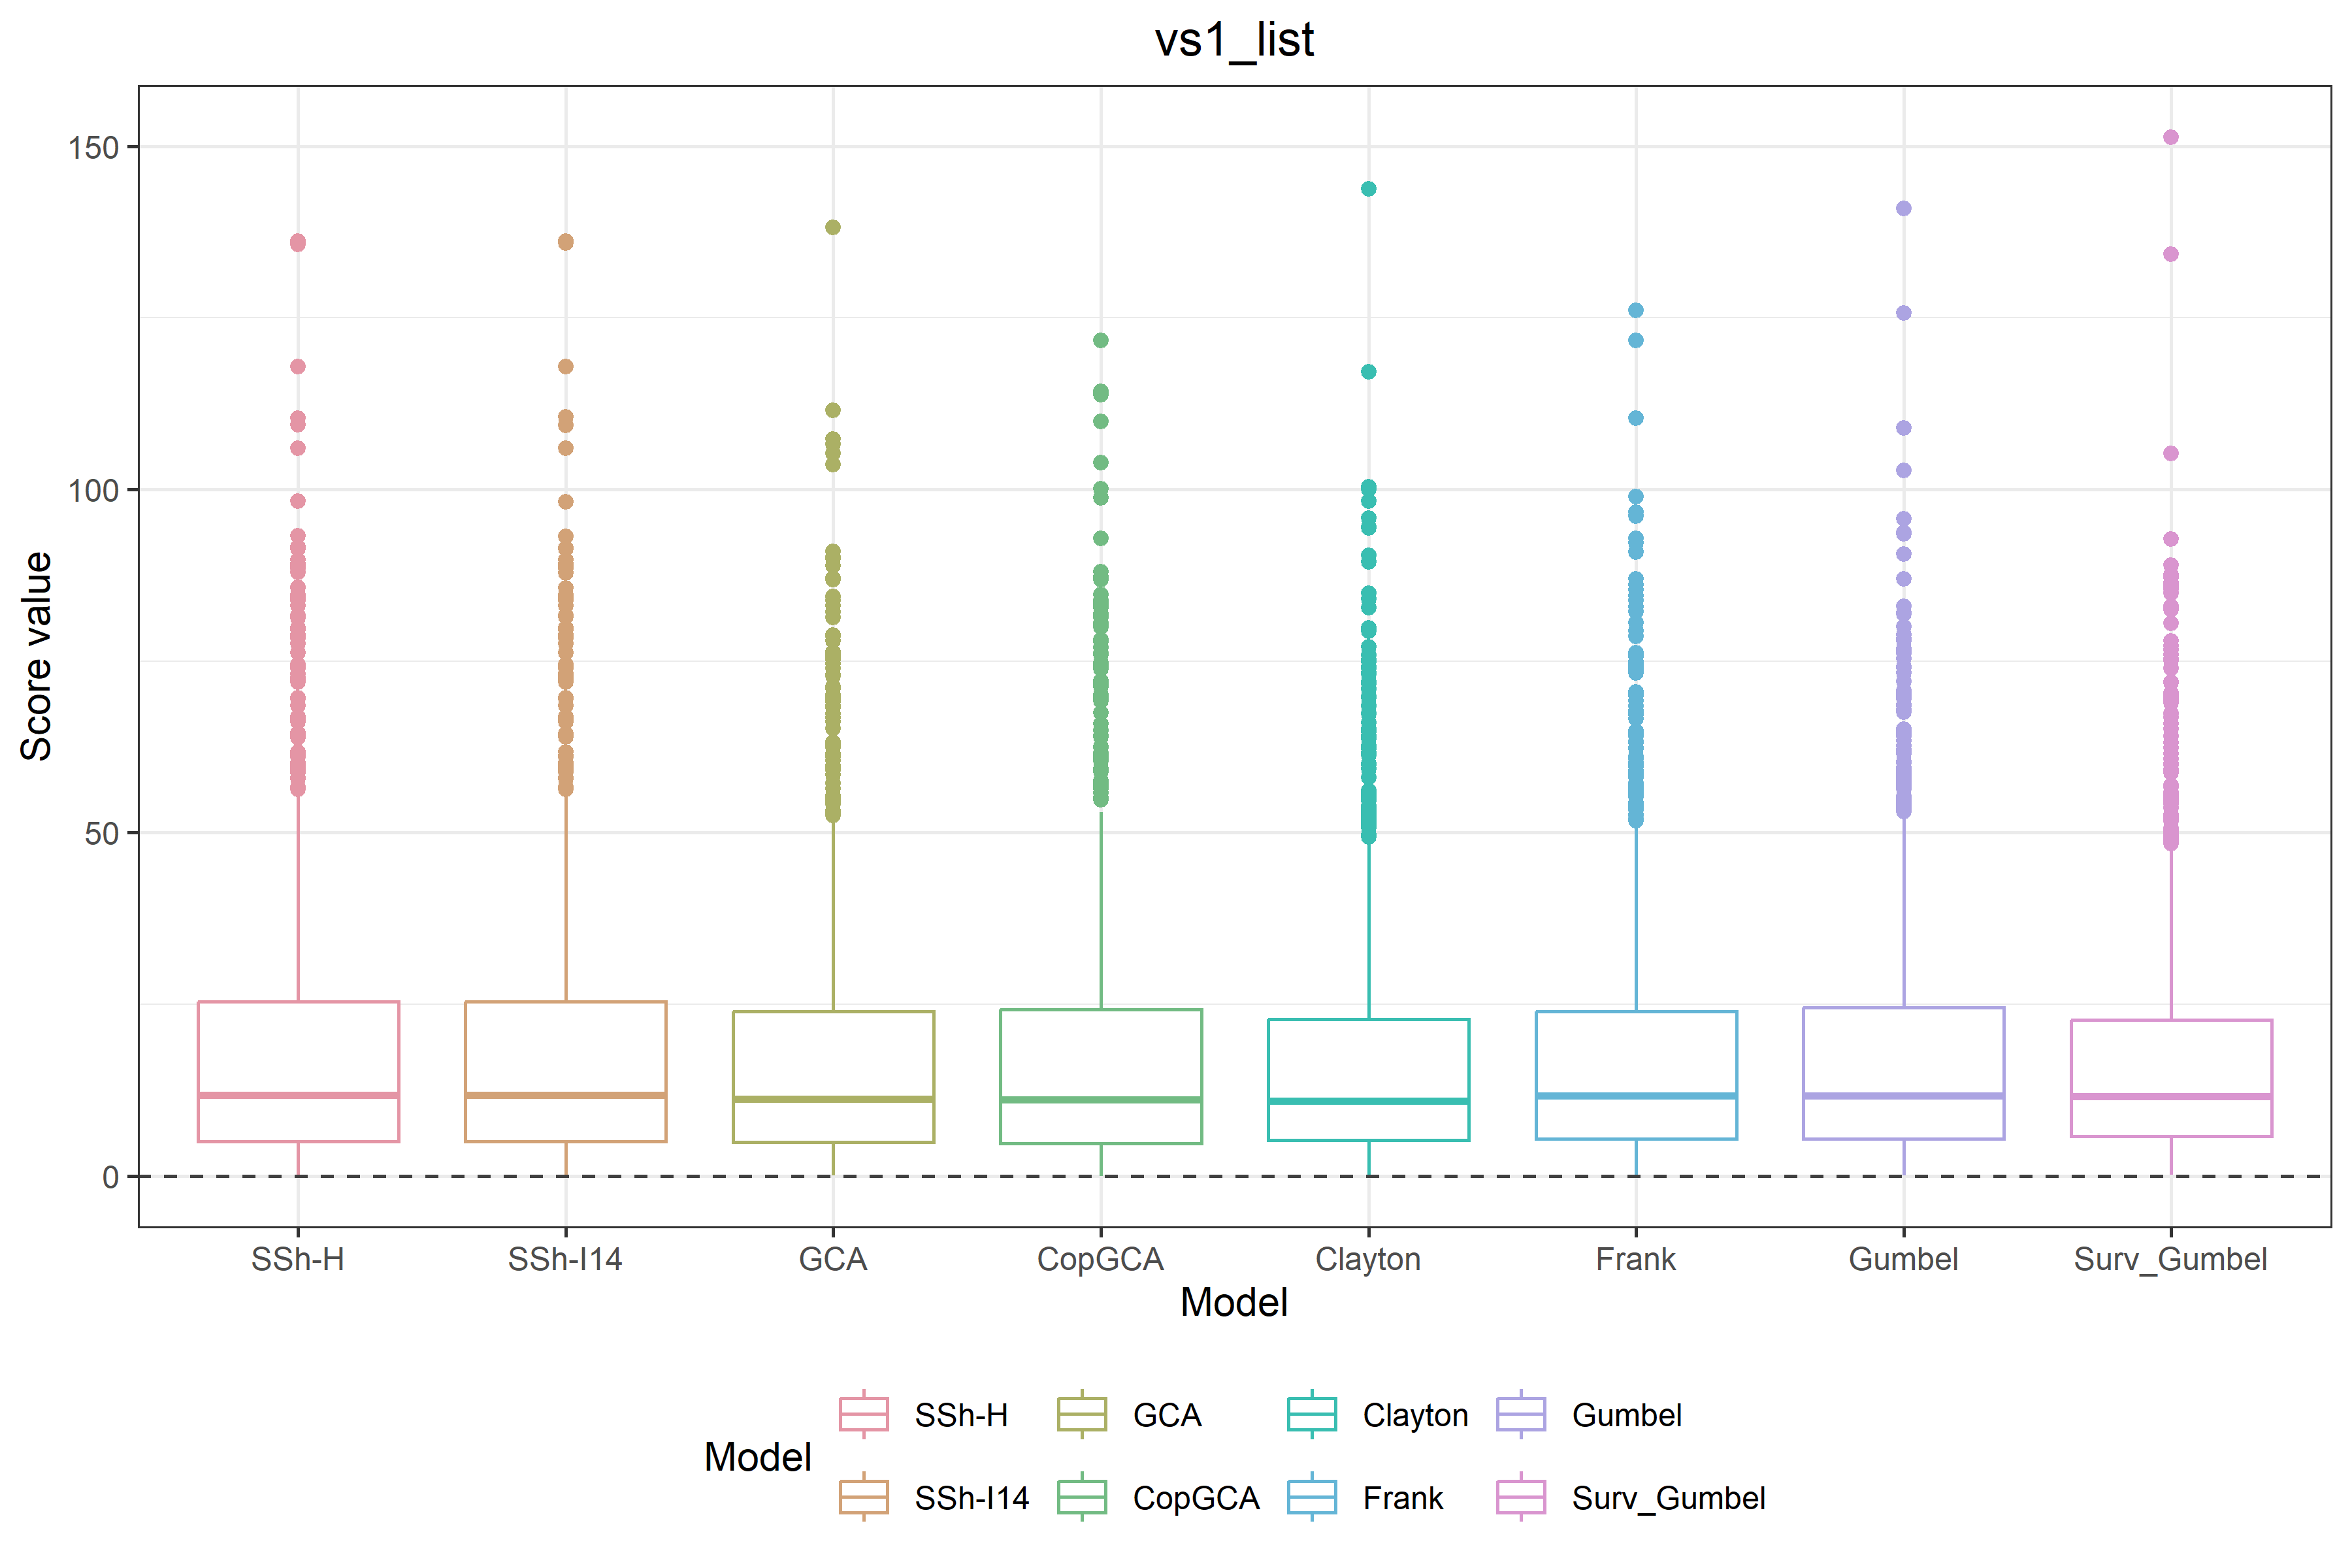 vs1_list
Score value
150
100
50
0
SSh-H SSh-I14 GCA CopGCA Clayton Frank Gumbel Surv_Gumbel
Model
Model
SSh-H GCA Clayton Gumbel
SSh-I14 CopGCA Frank Surv_Gumbel